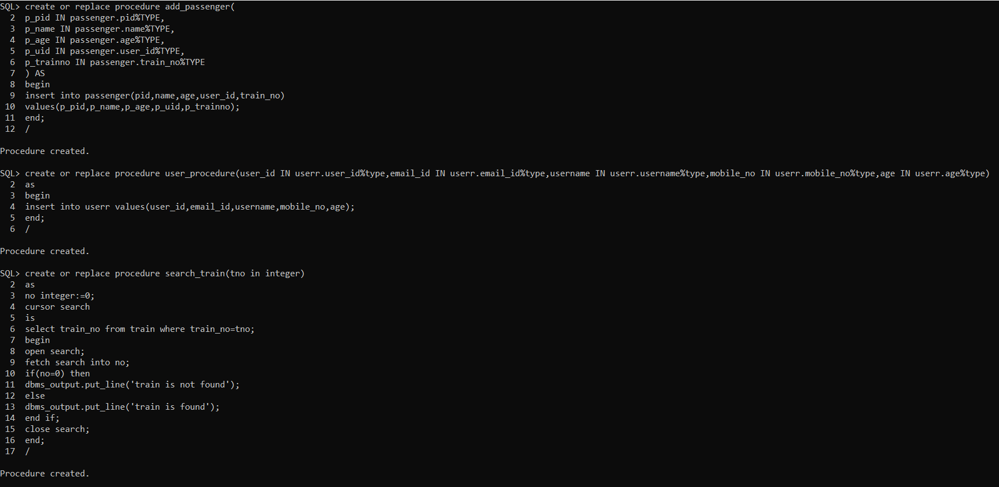 SQL> create or replace procedure add_passenger(
  2  p_pid IN passenger.pid%TYPE,
  3  p_name IN passenger.name%TYPE,
  4  p_age IN passenger.age%TYPE,
  5  p_uid IN passenger.user_id%TYPE,
  6  p_trainno IN passenger.train_no%TYPE
  7  ) AS
  8  begin
  9  insert into passenger(pid,name,age,user_id,train_no)
 10  values(p_pid,p_name,p_age,p_uid,p_trainno);
 11  end;
 12  /
Procedure created.
SQL> create or replace procedure user_procedure(user_id IN userr.user_id%type,email_id IN userr.email_id%type,username IN userr.username%type,mobile_no IN userr.mobile_no%type,age IN userr.age%type)
  2  as
  3  begin
  4  insert into userr values(user_id,email_id,username,mobile_no,age);
  5  end;
  6  /
Procedure created.
SQL> create or replace procedure search_train(tno in integer)
  2  as
  3  no integer:=0;
  4  cursor search
  5  is
  6  select train_no from train where train_no=tno;
  7  begin
  8  open search;
  9  fetch search into no;
 10  if(no=0) then
 11  dbms_output.put_line('train is not found');
 12  else
 13  dbms_output.put_line('train is found');
 14  end if;
 15  close search;
 16  end;
 17  /
Procedure created.